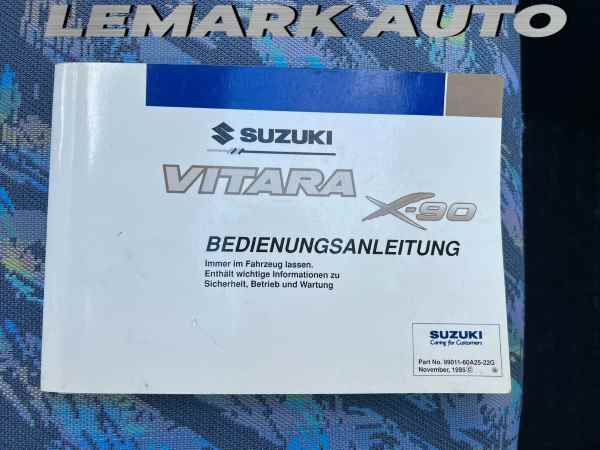 LEMARK AUTO
SUZUKI
VITARA
X-90
BEDIENUNGSANLEITUNG
Immer im Fahrzeug lassen.
Enthält wichtige Informationen zu
Sicherheit, Betrieb und Wartung
SUZUKI
Caring for Customers
Part No. 99011-60A25-22G
November, 1995 ©